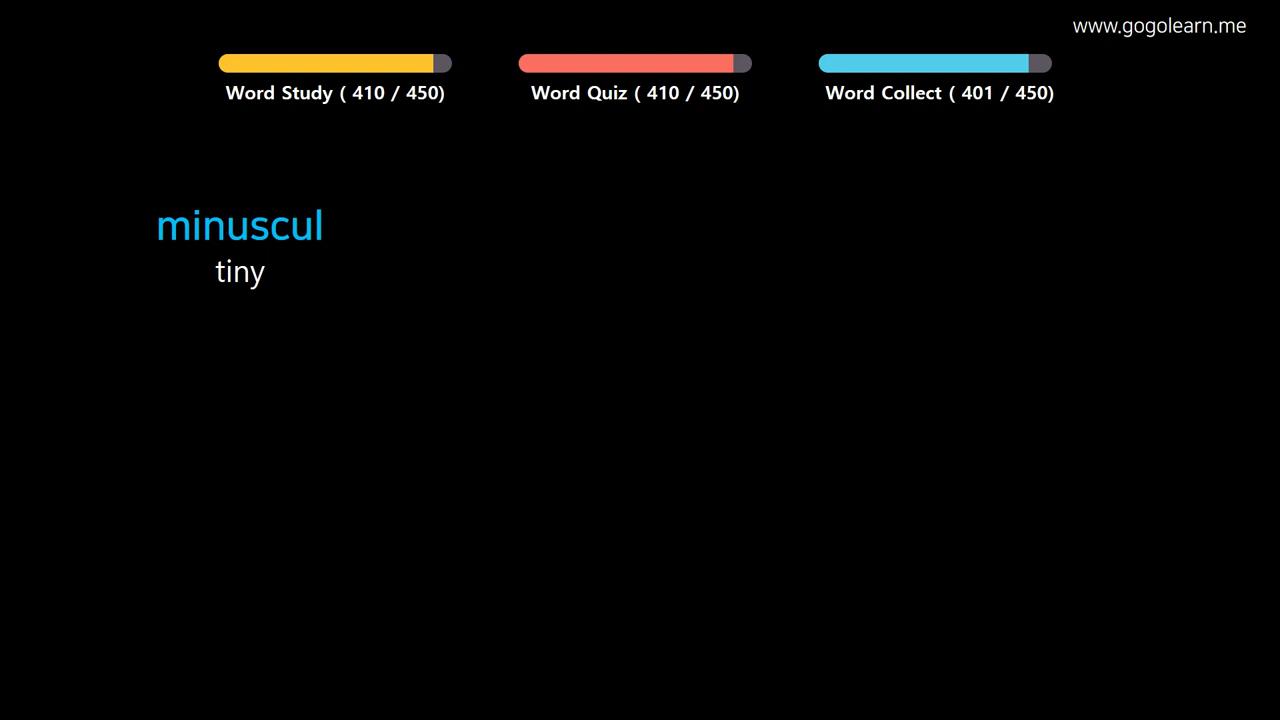 www.gogolearn.me
Word Study ( 410 / 450)
Word Quiz ( 410 / 450)
Word Collect ( 401 / 450)
minuscul
tiny